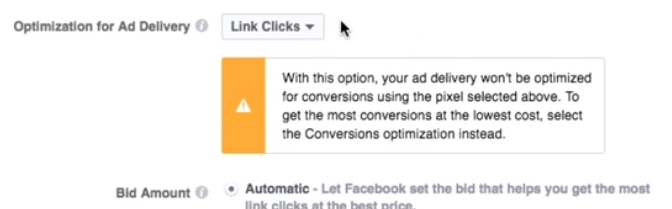 Optimization for Ad Delivery Link Clicks
With this option, your ad delivery won't be optimized
for conversions using the pixel selected above. To
get the most conversions at the lowest cost, select
the Conversions optimization instead.
Bid Amount Automatic - Let Facebook set the bid that helps you get the most
link clicks at the best price.